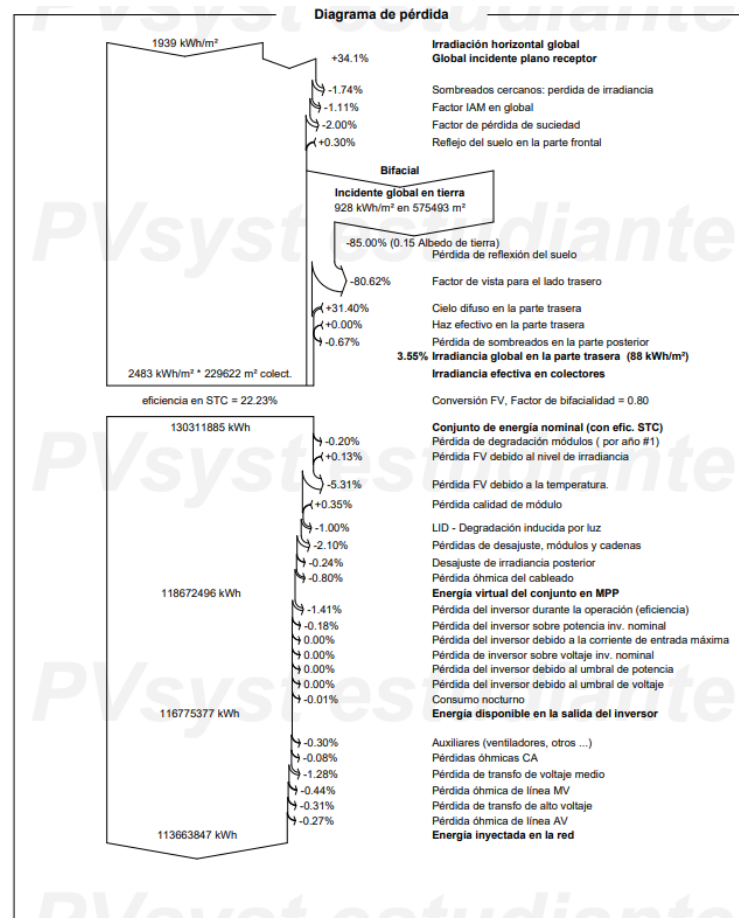 Diagrama de pérdida
1939 kWh/m² Irradiación horizontal global
+34.1% Global incidente plano receptor
-1.74% Sombreados cercanos: perdida de irradiancia
-1.11% Factor IAM en global
-2.00% Factor de pérdida de suciedad
+0.30% Reflejo del suelo en la parte frontal
Bifacial
Incidente global en tierra
928 kWh/m² en 575493 m²
-85.00% (0.15 Albedo de tierra)
Pérdida de reflexión del suelo
-80.62% Factor de vista para el lado trasero
+31.40% Cielo difuso en la parte trasera
+0.00% Haz efectivo en la parte trasera
-0.67% Pérdida de sombreados en la parte posterior
3.55% Irradiancia global en la parte trasera (88 kWh/m²)
2483 kWh/m² * 229622 m² colect. Irradiancia efectiva en colectores
eficiencia en STC = 22.23% Conversión FV, Factor de bifacialidad = 0.80
130311885 kWh Conjunto de energía nominal (con efic. STC)
-0.20% Pérdida de degradación módulos ( por año #1)
+0.13% Pérdida FV debido al nivel de irradiancia
-5.31% Pérdida FV debido a la temperatura.
+0.35% Pérdida calidad de módulo
-1.00% LID - Degradación inducida por luz
-2.10% Pérdidas de desajuste, módulos y cadenas
-0.24% Desajuste de irradiancia posterior
-0.80% Pérdida óhmica del cableado
118672496 kWh Energía virtual del conjunto en MPP
-1.41% Pérdida del inversor durante la operación (eficiencia)
-0.18% Pérdida del inversor sobre potencia inv. nominal
0.00% Pérdida del inversor debido a la corriente de entrada máxima
0.00% Pérdida de inversor sobre voltaje inv. nominal
0.00% Pérdida del inversor debido al umbral de potencia
0.00% Pérdida del inversor debido al umbral de voltaje
-0.01% Consumo nocturno
116775377 kWh Energía disponible en la salida del inversor
-0.30% Auxiliares (ventiladores, otros ...)
-0.08% Pérdidas óhmicas CA
-1.28% Pérdida de transfo de voltaje medio
-0.44% Pérdida óhmica de línea MV
-0.31% Pérdida de transfo de alto voltaje
-0.27% Pérdida óhmica de línea AV
113663847 kWh Energía inyectada en la red
PVsyst estudiante
PVsyst estudiante
PVsyst estudiante
PVsyst estudiante